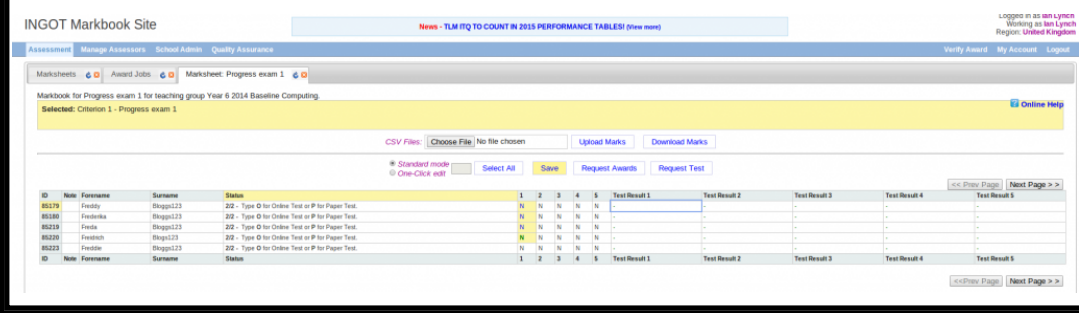 INGOT Markbook Site
News - TLM ITQ TO COUNT IN 2015 PERFORMANCE TABLES! (View more)
Logged in as Ian Lynch
Working as Ian Lynch
Region: United Kingdom
Assessment Manage Assessors School Admin Quality Assurance Verify Award My Account Logout
Marksheets Award Jobs Marksheet: Progress exam 1
Markbook for Progress exam 1 for teaching group Year 6 2014 Baseline Computing.
Selected: Criterion 1 - Progress exam 1
Online Help
CSV Files: Choose File No file chosen Upload Marks Download Marks
Standard mode
One-Click edit
Select All Save Request Awards Request Test
<< Prev Page Next Page > >
ID Note Forename Surname Status 1 2 3 4 5 Test Result 1 Test Result 2 Test Result 3 Test Result 4 Test Result 5
85179 Freddy Bloggs123 2/2 - Type O for Online Test or P for Paper Test. N N N N N - - - - -
85180 Frederika Bloggs123 2/2 - Type O for Online Test or P for Paper Test. N N N N N - - - - -
85219 Freda Bloggs123 2/2 - Type O for Online Test or P for Paper Test. N N N N N - - - - -
85220 Fredrich Blogs123 2/2 - Type O for Online Test or P for Paper Test. N N N N N - - - - -
85223 Freddie Bloggs123 2/2 - Type O for Online Test or P for Paper Test. N N N N N - - - - -
ID Note Forename Surname Status 1 2 3 4 5 Test Result 1 Test Result 2 Test Result 3 Test Result 4 Test Result 5
<<Prev Page Next Page > >